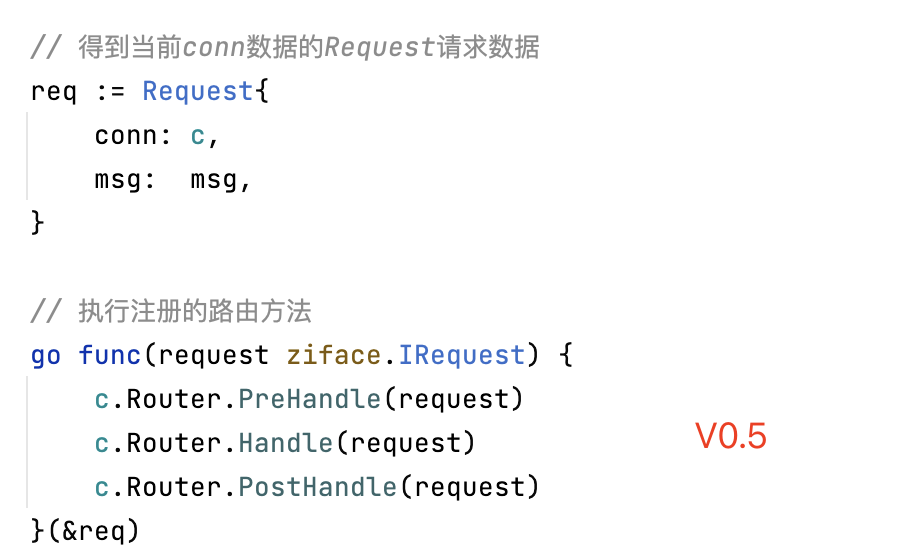 // 得到当前conn数据的Request请求数据
req := Request{
    conn: c,
    msg:  msg,
}
// 执行注册的路由方法
go func(request ziface.IRequest) {
    c.Router.PreHandle(request)
    c.Router.Handle(request)
    c.Router.PostHandle(request)
}(&req)
V0.5